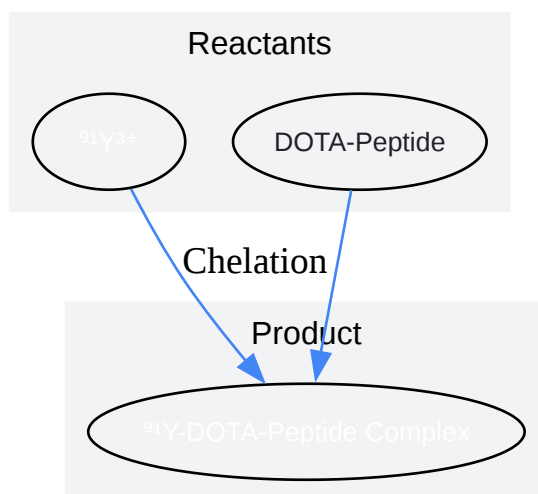 Reactants
⁹¹Y³⁺
DOTA-Peptide
Chelation
Product
⁹¹Y-DOTA-Peptide Complex